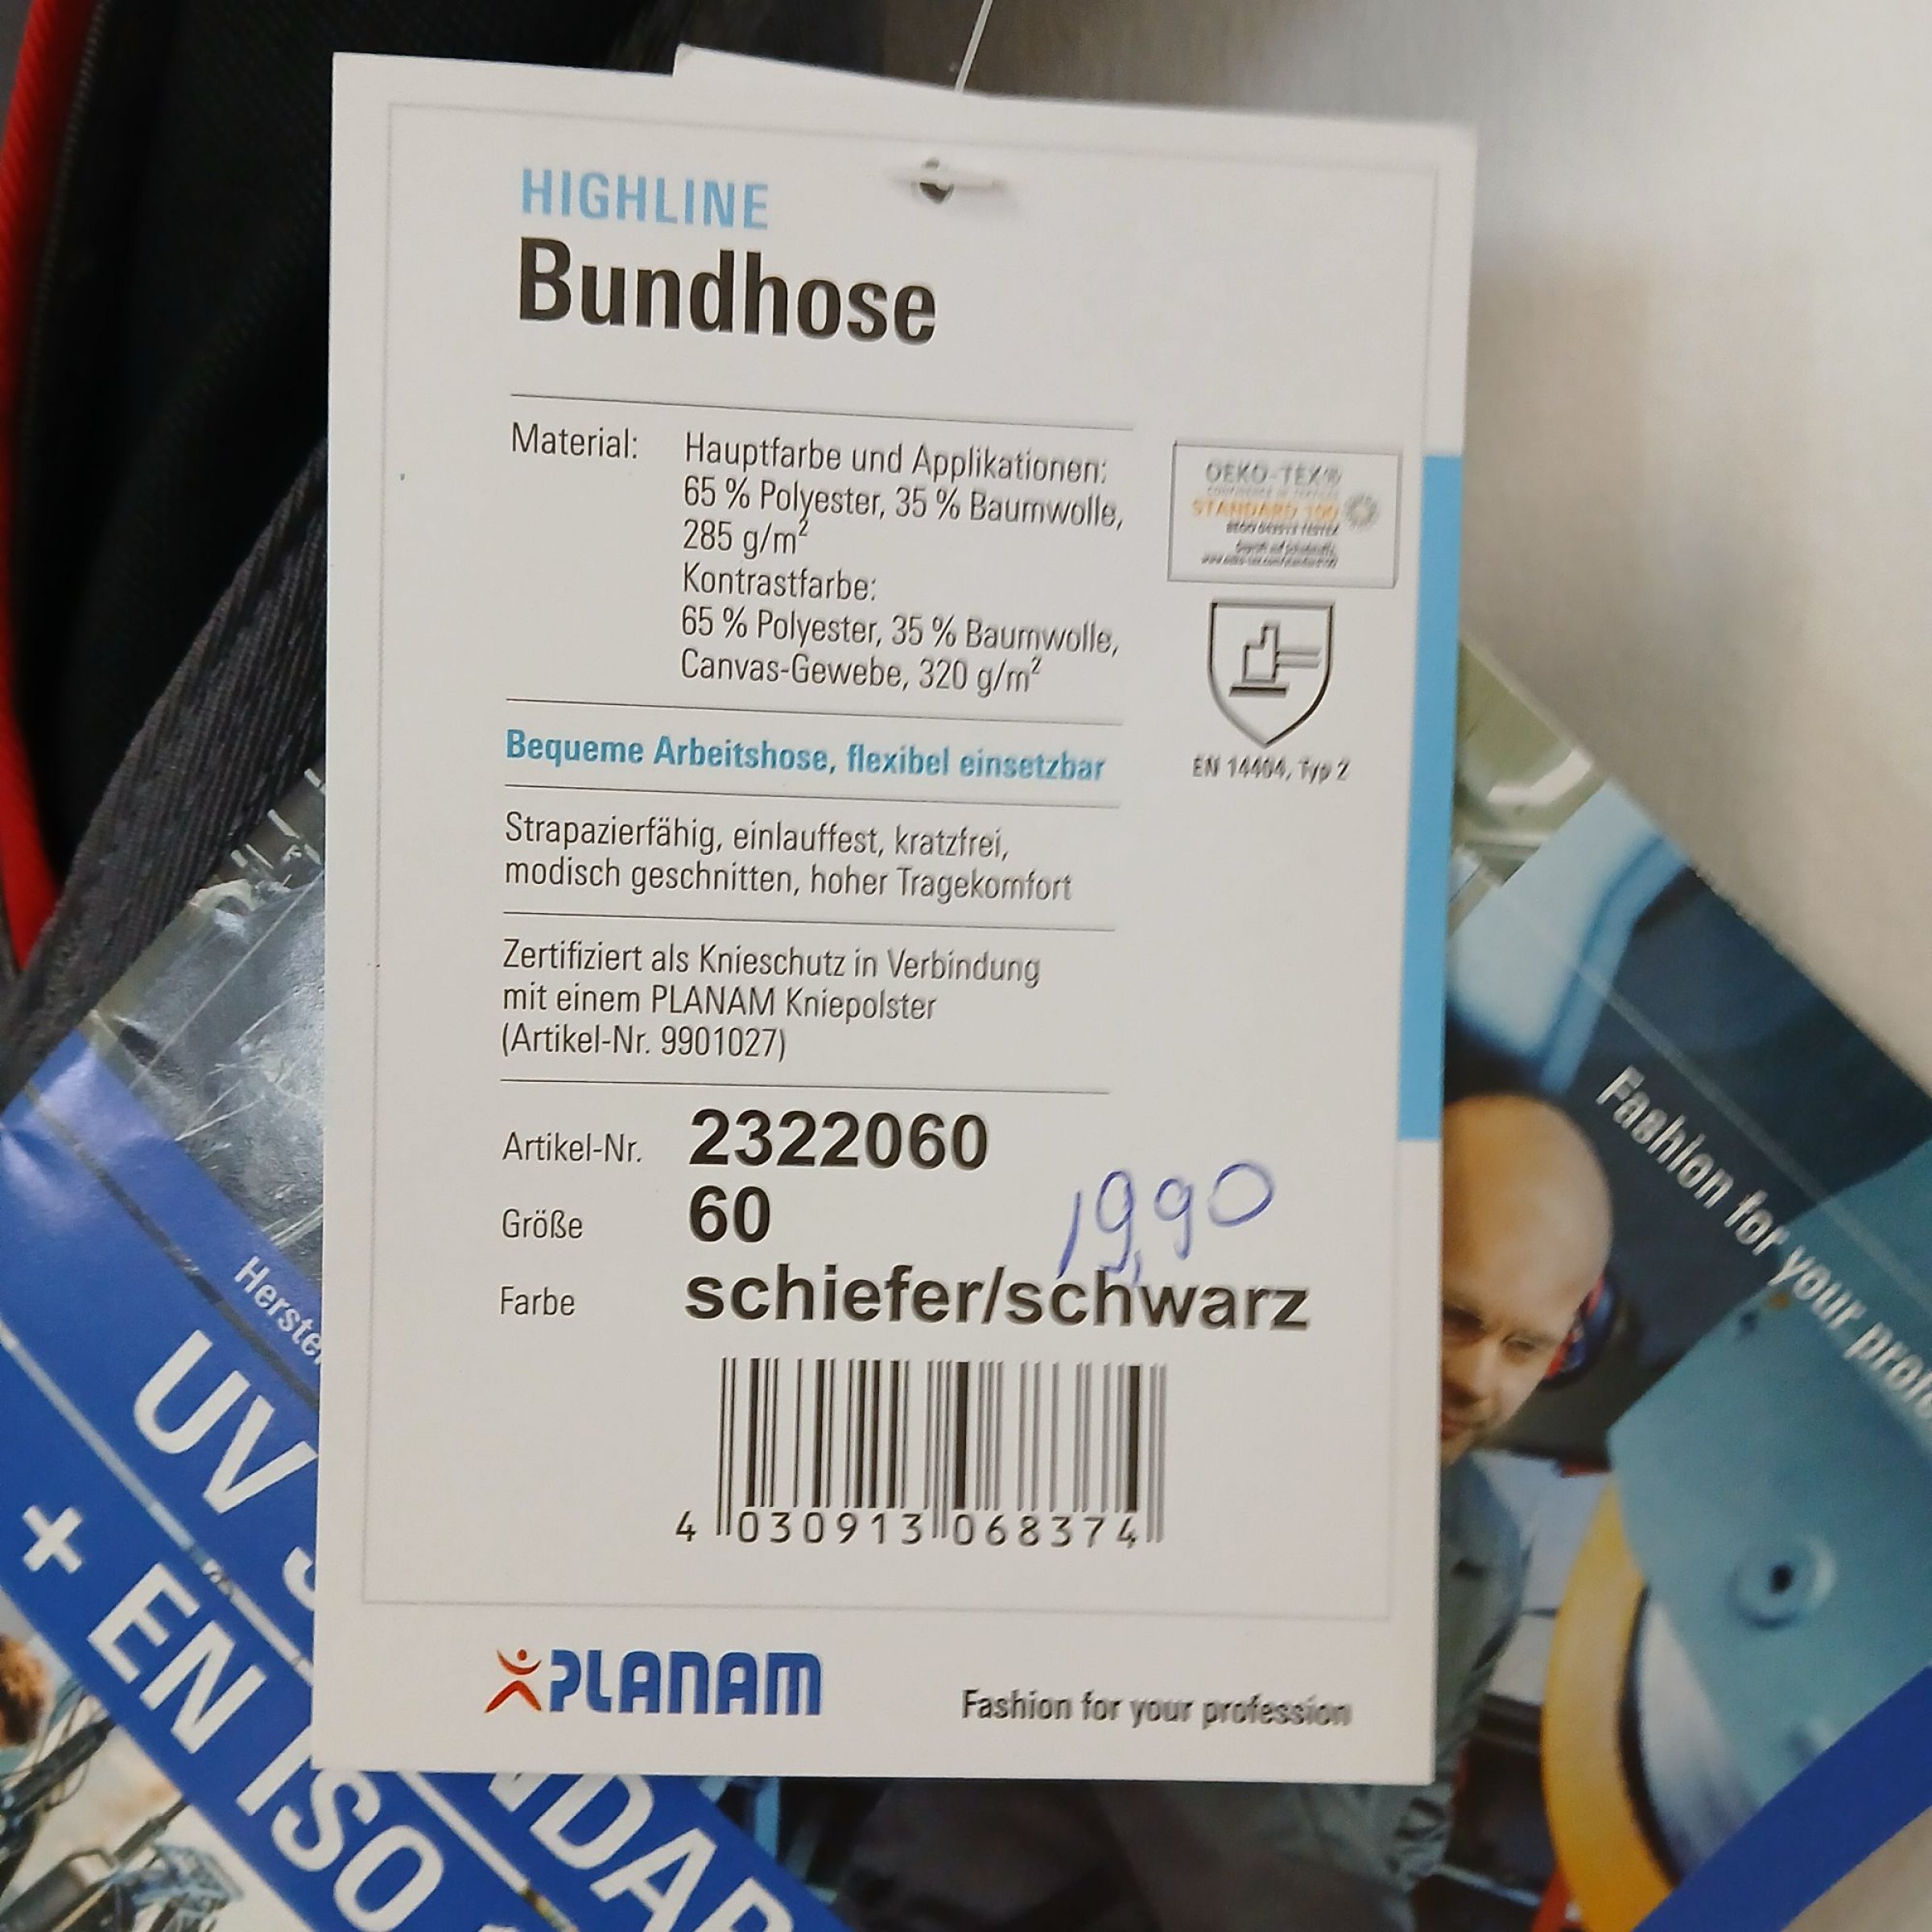 HIGHLINE
Bundhose
Material: Hauptfarbe und Applikationen:
65 % Polyester, 35 % Baumwolle,
285 g/m²
Kontrastfarbe:
65 % Polyester, 35 % Baumwolle,
Canvas-Gewebe, 320 g/m²
OEKO-TEX®
STANDARD 100
EN 14404, Typ 2
Bequeme Arbeitshose, flexibel einsetzbar
Strapazierfähig, einlauffest, kratzfrei,
modisch geschnitten, hoher Tragekomfort
Zertifiziert als Knieschutz in Verbindung
mit einem PLANAM Kniepolster
(Artikel-Nr. 9901027)
Artikel-Nr. 2322060
Größe 60
19,90
Farbe schiefer/schwarz
4 030913 068374
PLANAM
Fashion for your profession
Fashion for your
UV
+ EN ISO